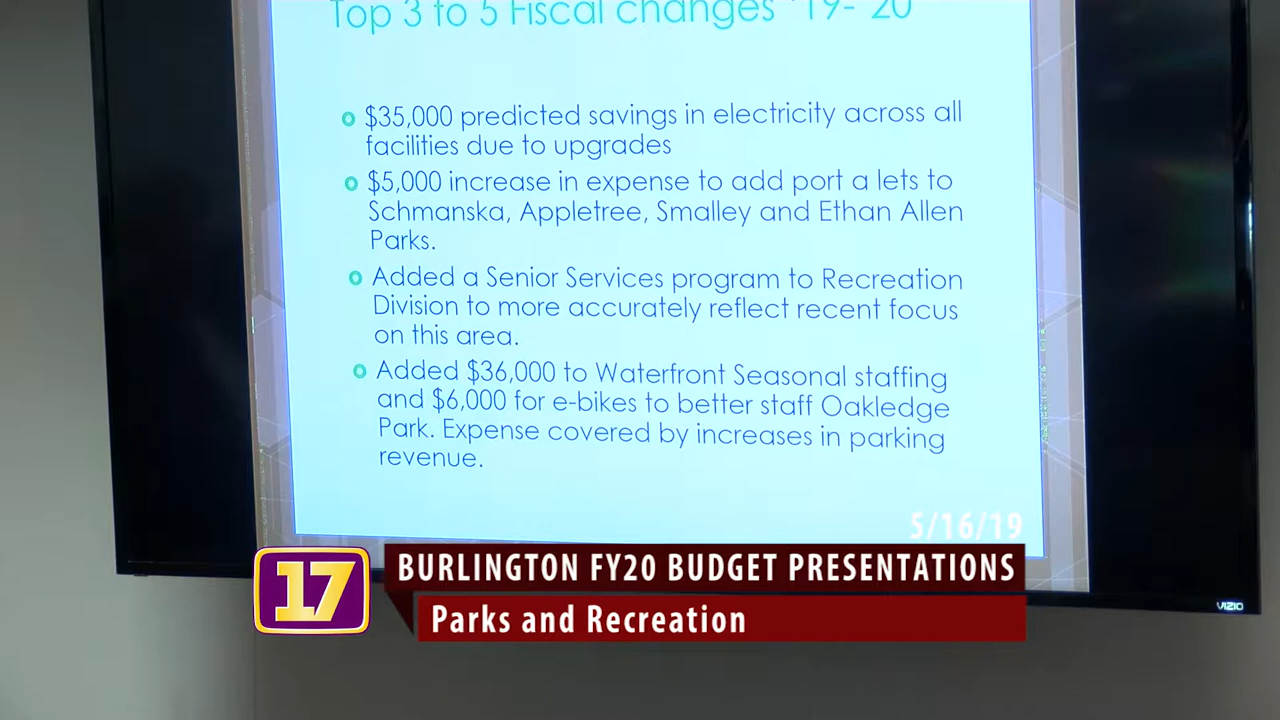 Top 3 to 5 Fiscal changes '19-'20
$35,000 predicted savings in electricity across all
facilities due to upgrades
$5,000 increase in expense to add port a lets to
Schmanska, Appletree, Smalley and Ethan Allen
Parks.
Added a Senior Services program to Recreation
Division to more accurately reflect recent focus
on this area.
Added $36,000 to Waterfront Seasonal staffing
and $6,000 for e-bikes to better staff Oakledge
Park. Expense covered by increases in parking
revenue.
5/16/19
17
BURLINGTON FY20 BUDGET PRESENTATIONS
Parks and Recreation
VIZIO